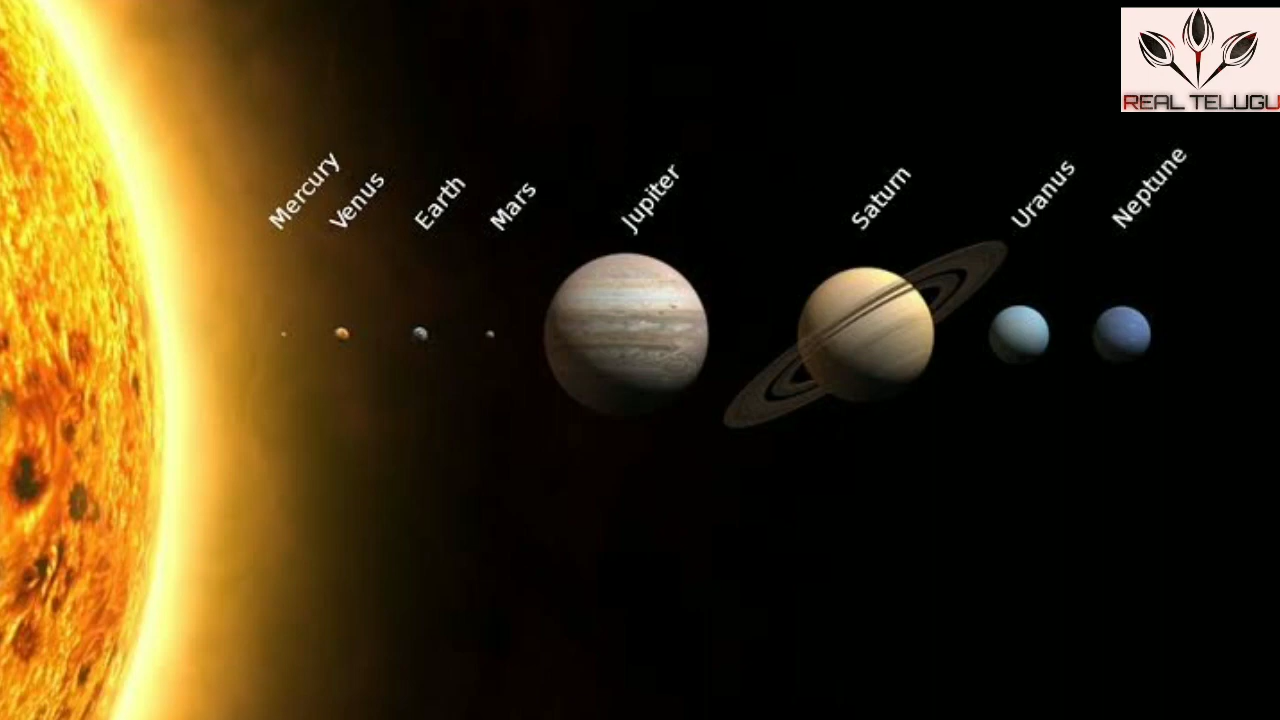 REAL TELUGU
Mercury
Venus
Earth
Mars
Jupiter
Saturn
Uranus
Neptune